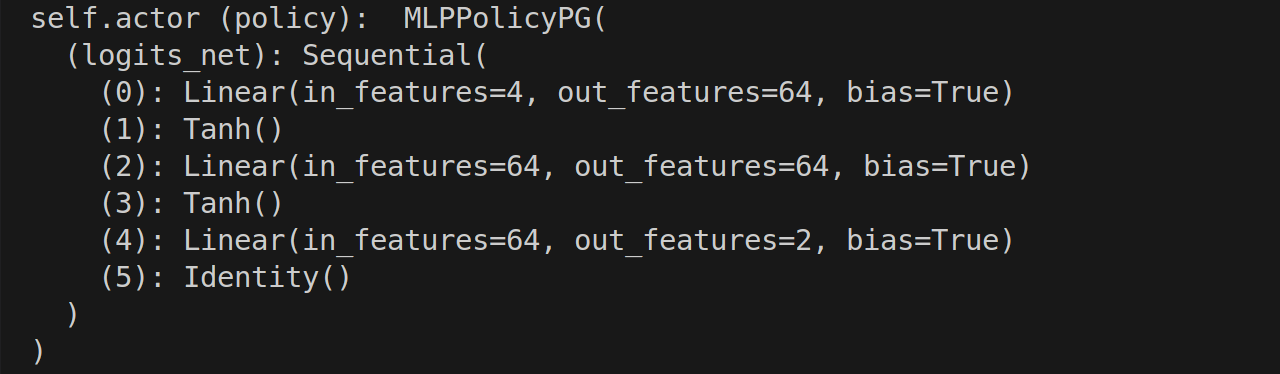 self.actor (policy):  MLPPolicyPG(
  (logits_net): Sequential(
    (0): Linear(in_features=4, out_features=64, bias=True)
    (1): Tanh()
    (2): Linear(in_features=64, out_features=64, bias=True)
    (3): Tanh()
    (4): Linear(in_features=64, out_features=2, bias=True)
    (5): Identity()
  )
)